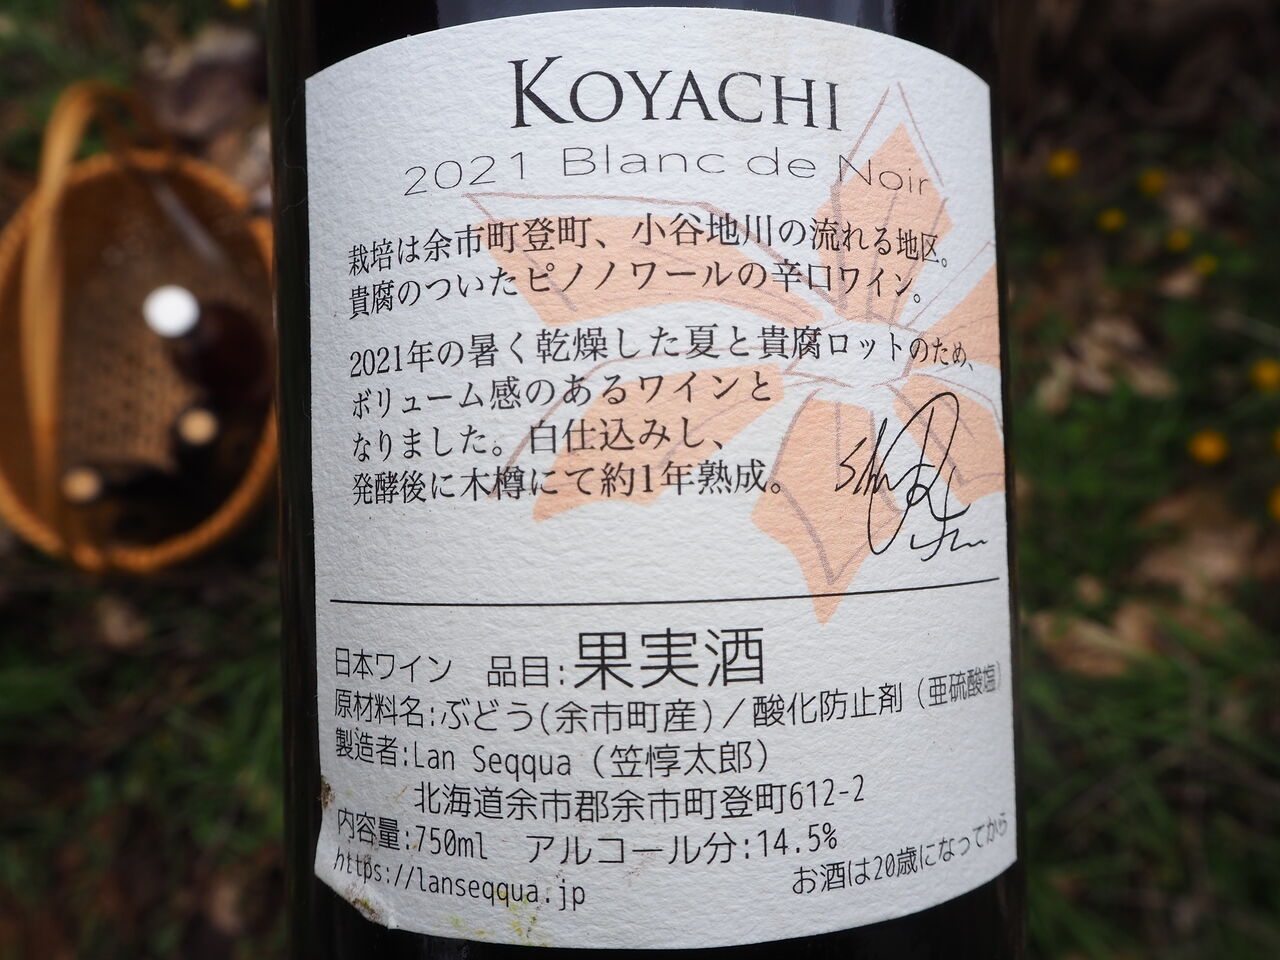 KOYACHI
2021 Blanc de Noir
栽培は余市町登町、小谷地川の流れる地区。
貴腐のついたピノノワールの辛口ワイン。
2021年の暑く乾燥した夏と貴腐ロットのため、
ボリューム感のあるワインと
なりました。白仕込みし、
発酵後に木樽にて約1年熟成。
日本ワイン 品目:果実酒
原材料名:ぶどう(余市町産)／酸化防止剤（亜硫酸塩）
製造者:Lan Seqqua（笠惇太郎）
北海道余市郡余市町登町612-2
内容量:750ml アルコール分:14.5%
https://lanseqqua.jp
お酒は20歳になってから